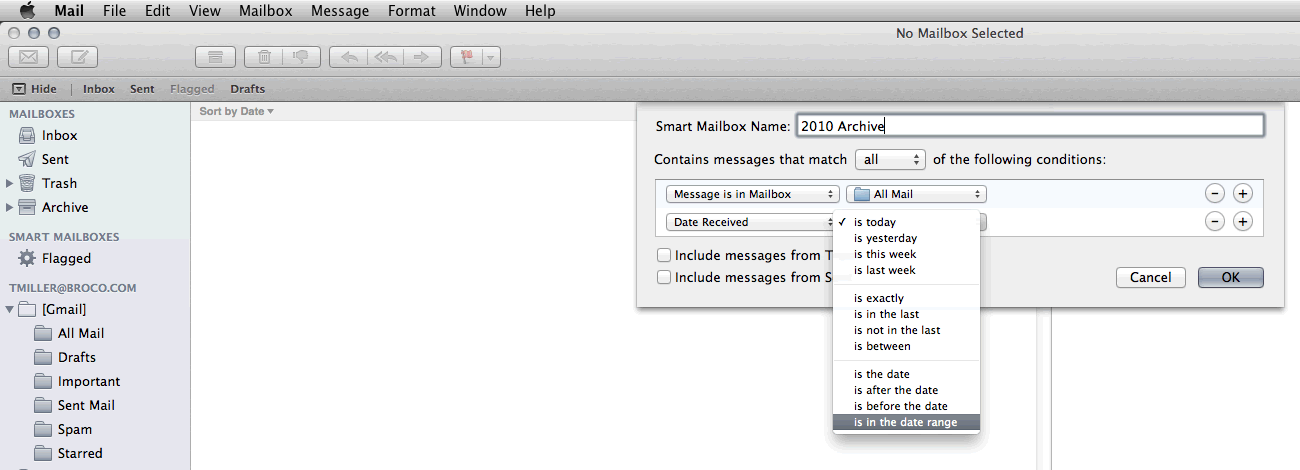 Mail File Edit View Mailbox Message Format Window Help
No Mailbox Selected
Hide Inbox Sent Flagged Drafts
MAILBOXES
Inbox
Sent
Trash
Archive
SMART MAILBOXES
Flagged
TMILLER@BROCO.COM
[Gmail]
All Mail
Drafts
Important
Sent Mail
Spam
Starred
Sort by Date
Smart Mailbox Name: 2010 Archive
Contains messages that match all of the following conditions:
Message is in Mailbox All Mail
Date Received
Include messages from
Include messages from
is today
is yesterday
is this week
is last week
is exactly
is in the last
is not in the last
is between
is the date
is after the date
is before the date
is in the date range
Cancel OK